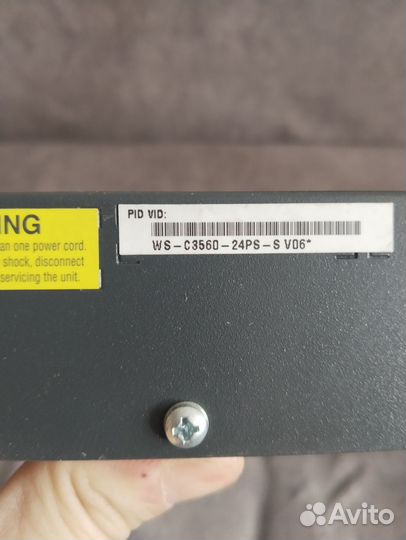 NING
an one power cord.
shock, disconnect
servicing the unit.
PID VID:
WS-C3560-24PS-S V06*
Avito